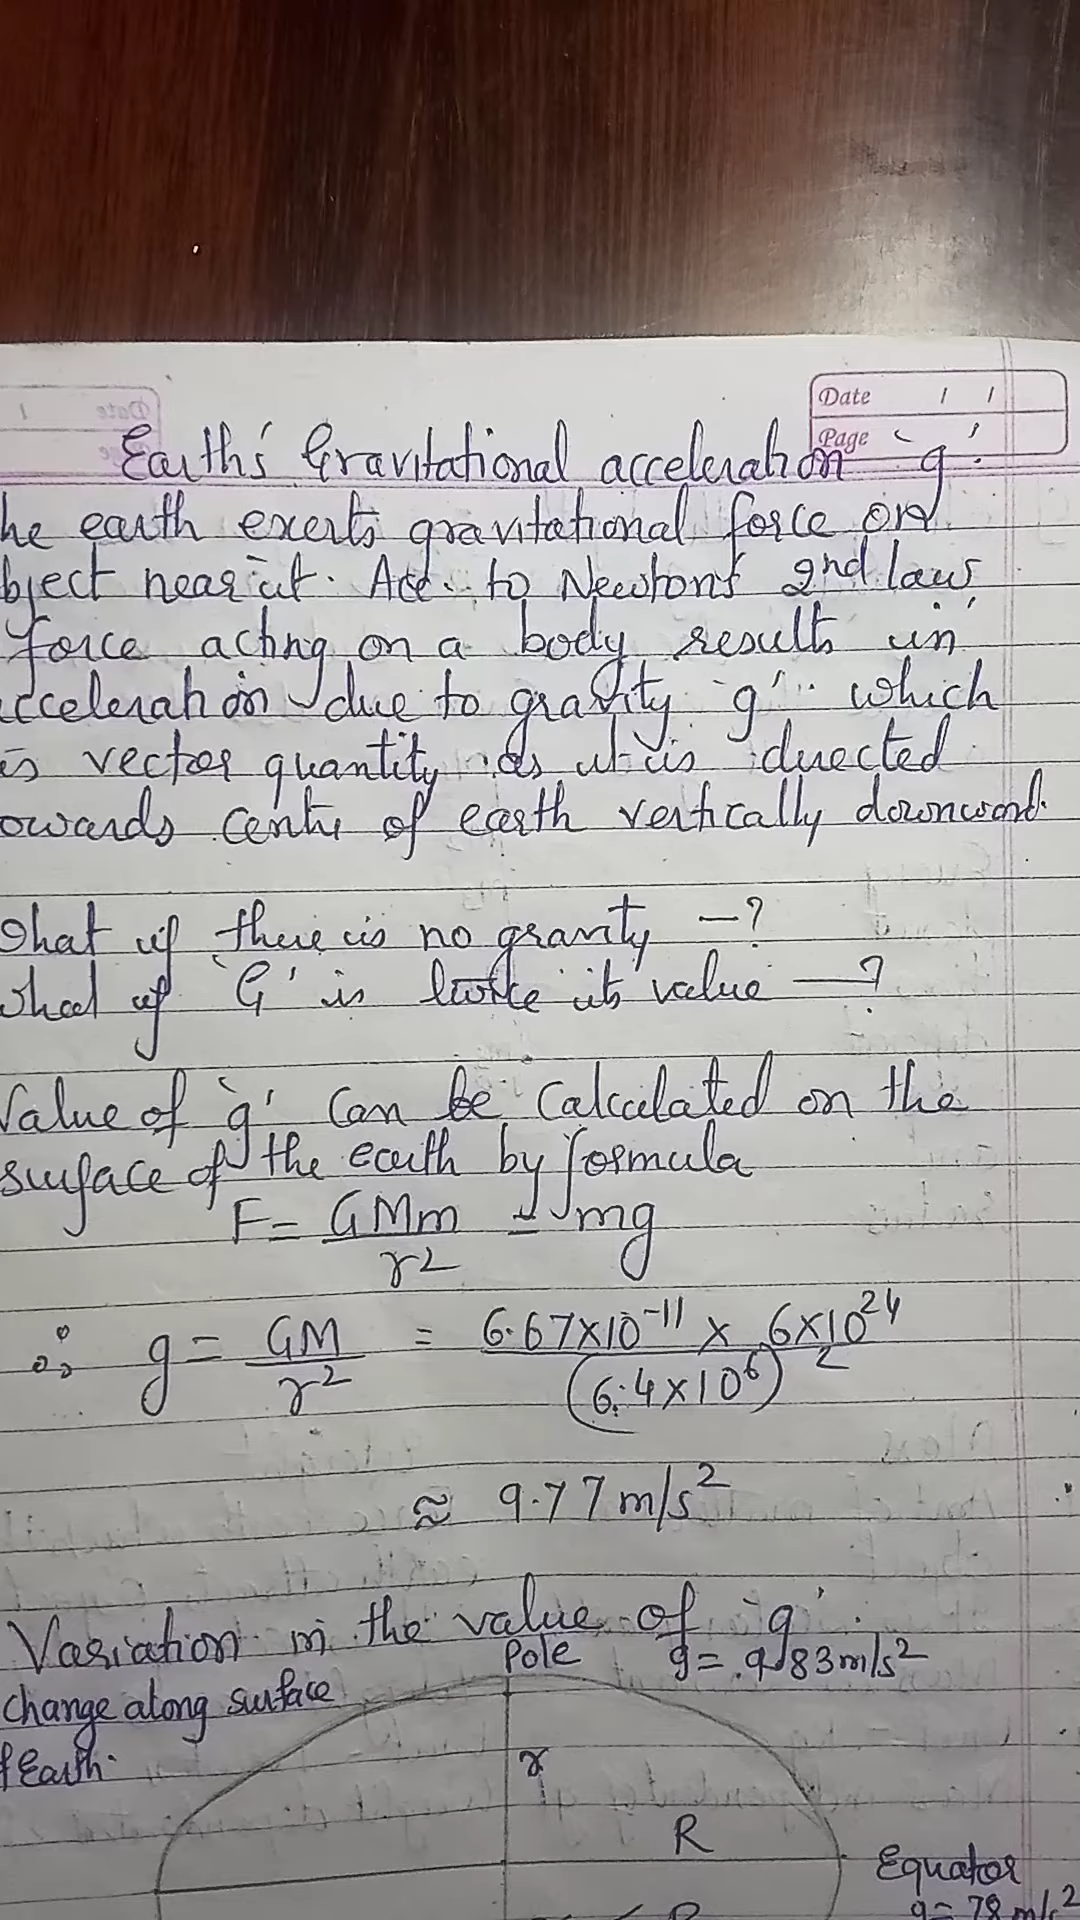 Date / /
Page
Earth's Gravitational acceleration 'g'.
he earth exerts gravitational force on
bject near it. Acc. to Newton's 2nd law,
force acting on a body results in
cceleration due to gravity 'g' which
is vector quantity as it is directed
owards centre of earth vertically downward.
what if there is no gravity —?
what if 'G' is twice its value —?
Value of 'g' can be calculated on the
surface of the earth by formula
F = GMm/r² = mg
∴ g = GM/r² = 6.67×10⁻¹¹ × 6×10²⁴/(6.4×10⁶)²
≈ 9.77 m/s²
Variation in the value of 'g'.
Pole g = 9.83 m/s²
change along surface
f Earth.
r
R
Equator
g = 78 m/s²
R